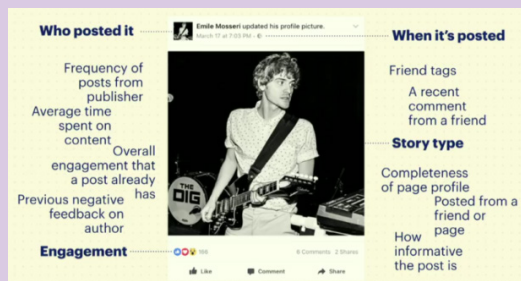 Who posted it
Emile Mosseri updated his profile picture.
March 17 at 7:03 PM ·
When it's posted
Frequency of
posts from
publisher
Average time
spent on
content
Overall
engagement that
a post already
has
Previous negative
feedback on
author
Engagement
Friend tags
A recent
comment
from a friend
Story type
Completeness
of page profile
Posted from a
friend or
page
How
informative
the post is
THE
DIG
6 Comments 2 Shares
Like
Comment
Share